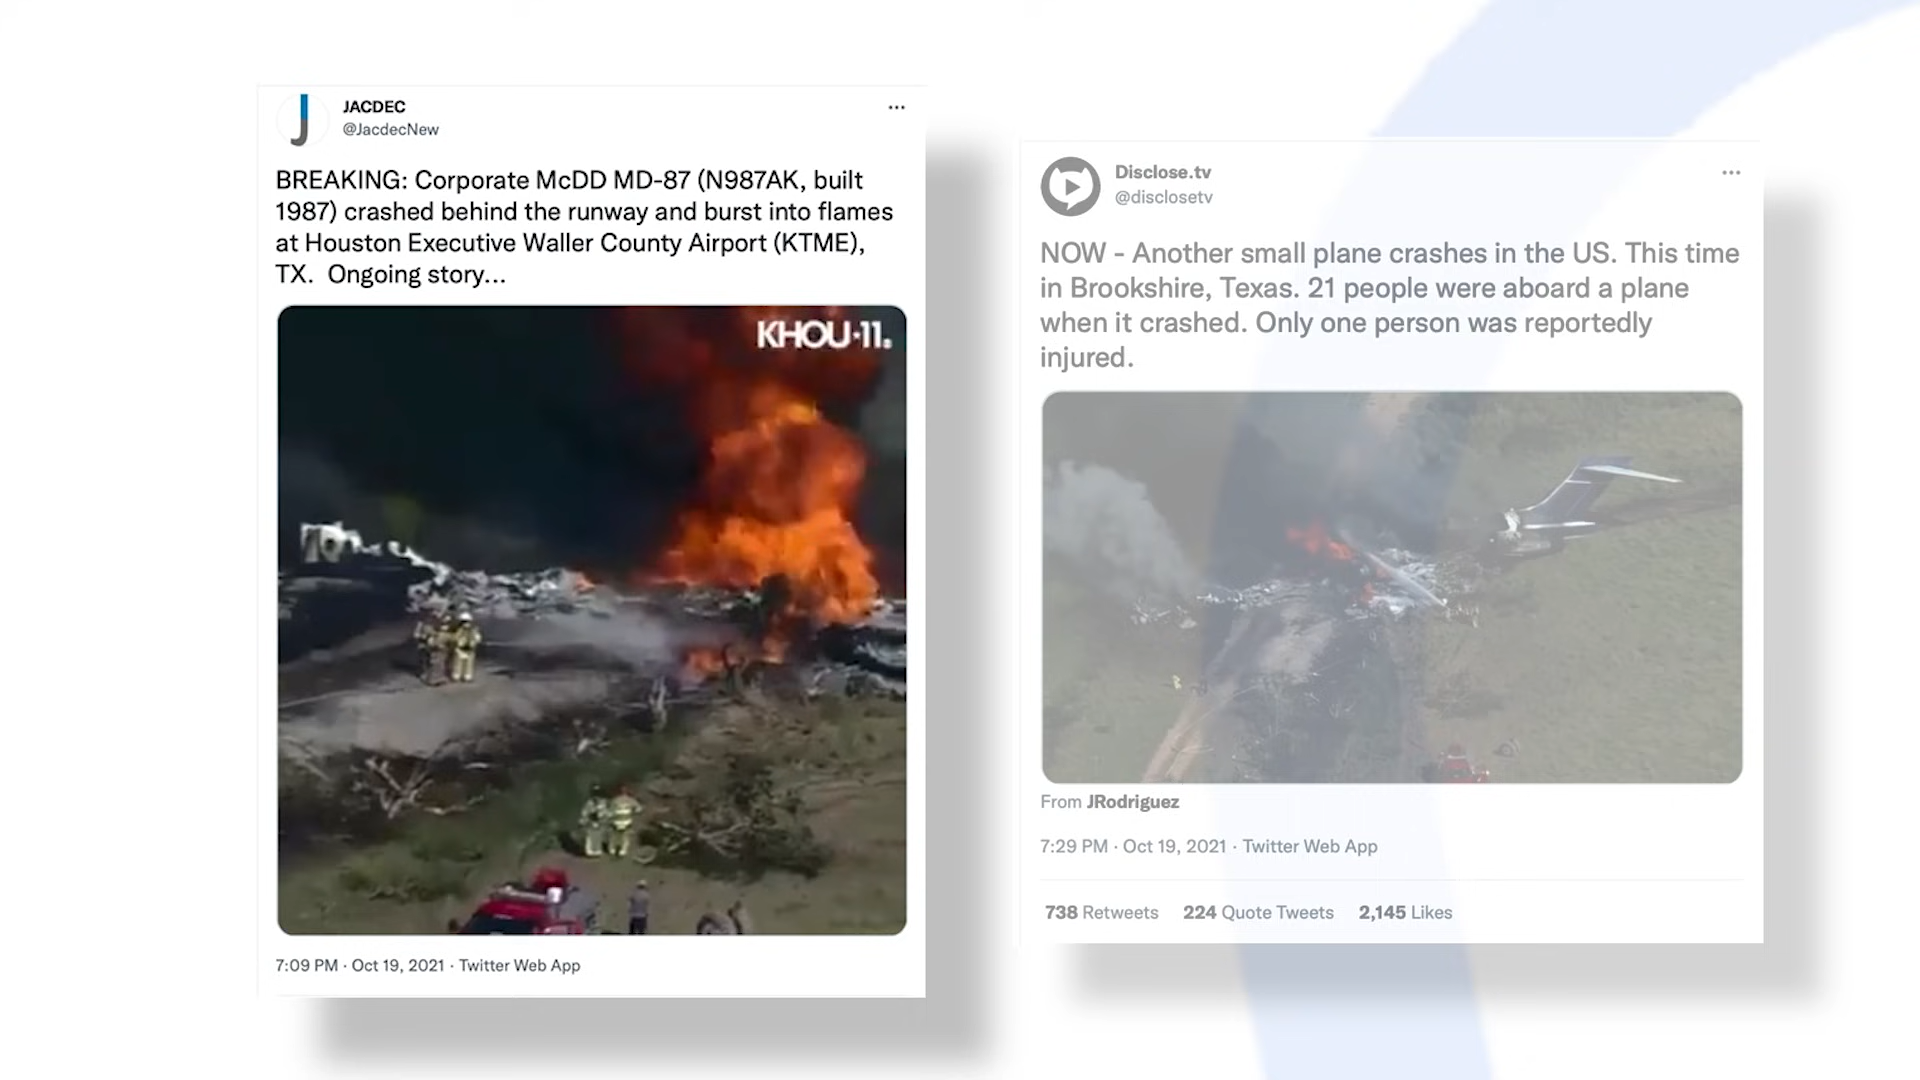 JACDEC
@JacdecNew
BREAKING: Corporate McDD MD-87 (N987AK, built
1987) crashed behind the runway and burst into flames
at Houston Executive Waller County Airport (KTME),
TX. Ongoing story...
KHOU·11.
7:09 PM · Oct 19, 2021 · Twitter Web App
Disclose.tv
@disclosetv
NOW - Another small plane crashes in the US. This time
in Brookshire, Texas. 21 people were aboard a plane
when it crashed. Only one person was reportedly
injured.
From JRodriguez
7:29 PM · Oct 19, 2021 · Twitter Web App
738 Retweets 224 Quote Tweets 2,145 Likes